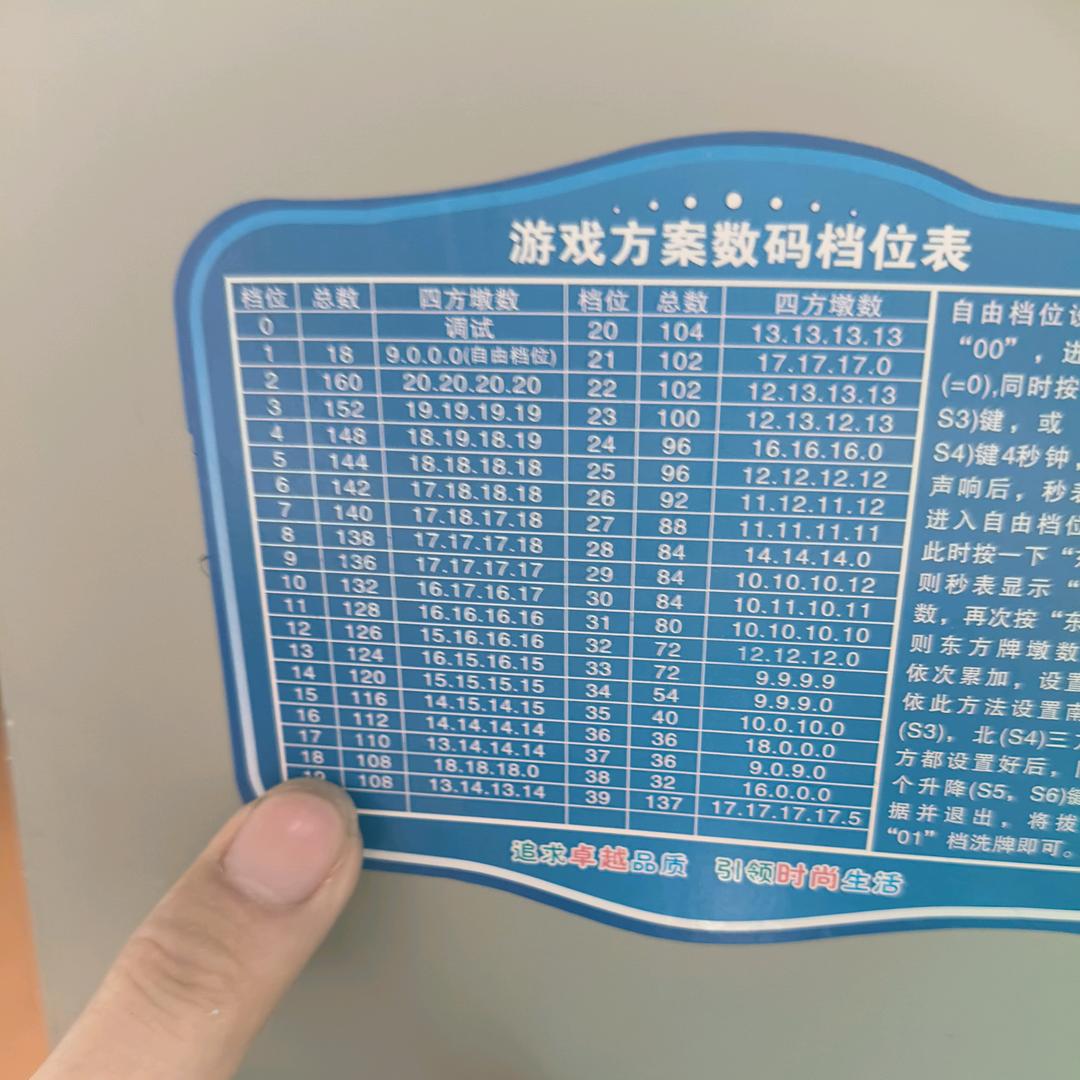 游戏方案数码档位表
档位 总数 四方墩数 档位 总数 四方墩数
0 调试 20 104 13.13.13.13
1 18 9.0.0.0(自由档位) 21 102 17.17.17.0
2 160 20.20.20.20 22 102 12.13.13.13
3 152 19.19.19.19 23 100 12.13.12.13
4 148 18.19.18.19 24 96 16.16.16.0
5 144 18.18.18.18 25 96 12.12.12.12
6 142 17.18.18.18 26 92 11.12.11.12
7 140 17.18.17.18 27 88 11.11.11.11
8 138 17.17.17.18 28 84 14.14.14.0
9 136 17.17.17.17 29 84 10.10.10.12
10 132 16.17.16.17 30 84 10.11.10.11
11 128 16.16.16.16 31 80 10.10.10.10
12 126 15.16.16.16 32 72 12.12.12.0
13 124 16.15.16.15 33 72 9.9.9.9
14 120 15.15.15.15 34 54 9.9.9.0
15 116 14.15.14.15 35 40 10.0.10.0
16 112 14.14.14.14 36 36 18.0.0.0
17 110 13.14.14.14 37 36 9.0.9.0
18 108 18.18.18.0 38 32 16.0.0.0
108 13.14.13.14 39 137 17.17.17.17.5
自由档位
“00”，进
(=0),同时按
S3)键，或
S4)键4秒钟，
声响后，秒表
进入自由档位
此时按一下
则秒表显示
数，再次按“东
则东方牌墩数
依次累加，设置
依此方法设置南
(S3)，北(S4)三方
方都设置好后，
个升降(S5，S6)键
据并退出，将拨
“01”档洗牌即可。
追求卓越品质 引领时尚生活